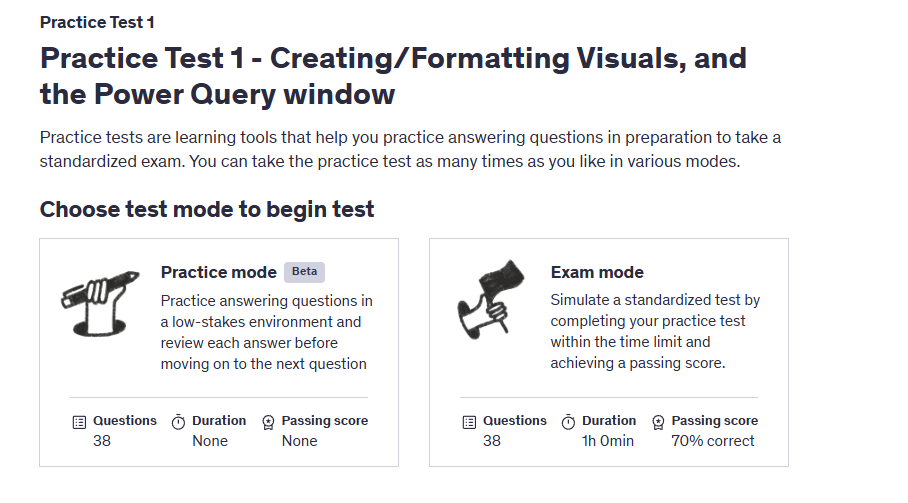 Practice Test 1
Practice Test 1 - Creating/Formatting Visuals, and
the Power Query window
Practice tests are learning tools that help you practice answering questions in preparation to take a
standardized exam. You can take the practice test as many times as you like in various modes.
Choose test mode to begin test
Practice mode Beta
Practice answering questions in
a low-stakes environment and
review each answer before
moving on to the next question
Questions Duration Passing score
38 None None
Exam mode
Simulate a standardized test by
completing your practice test
within the time limit and
achieving a passing score.
Questions Duration Passing score
38 1h 0min 70% correct